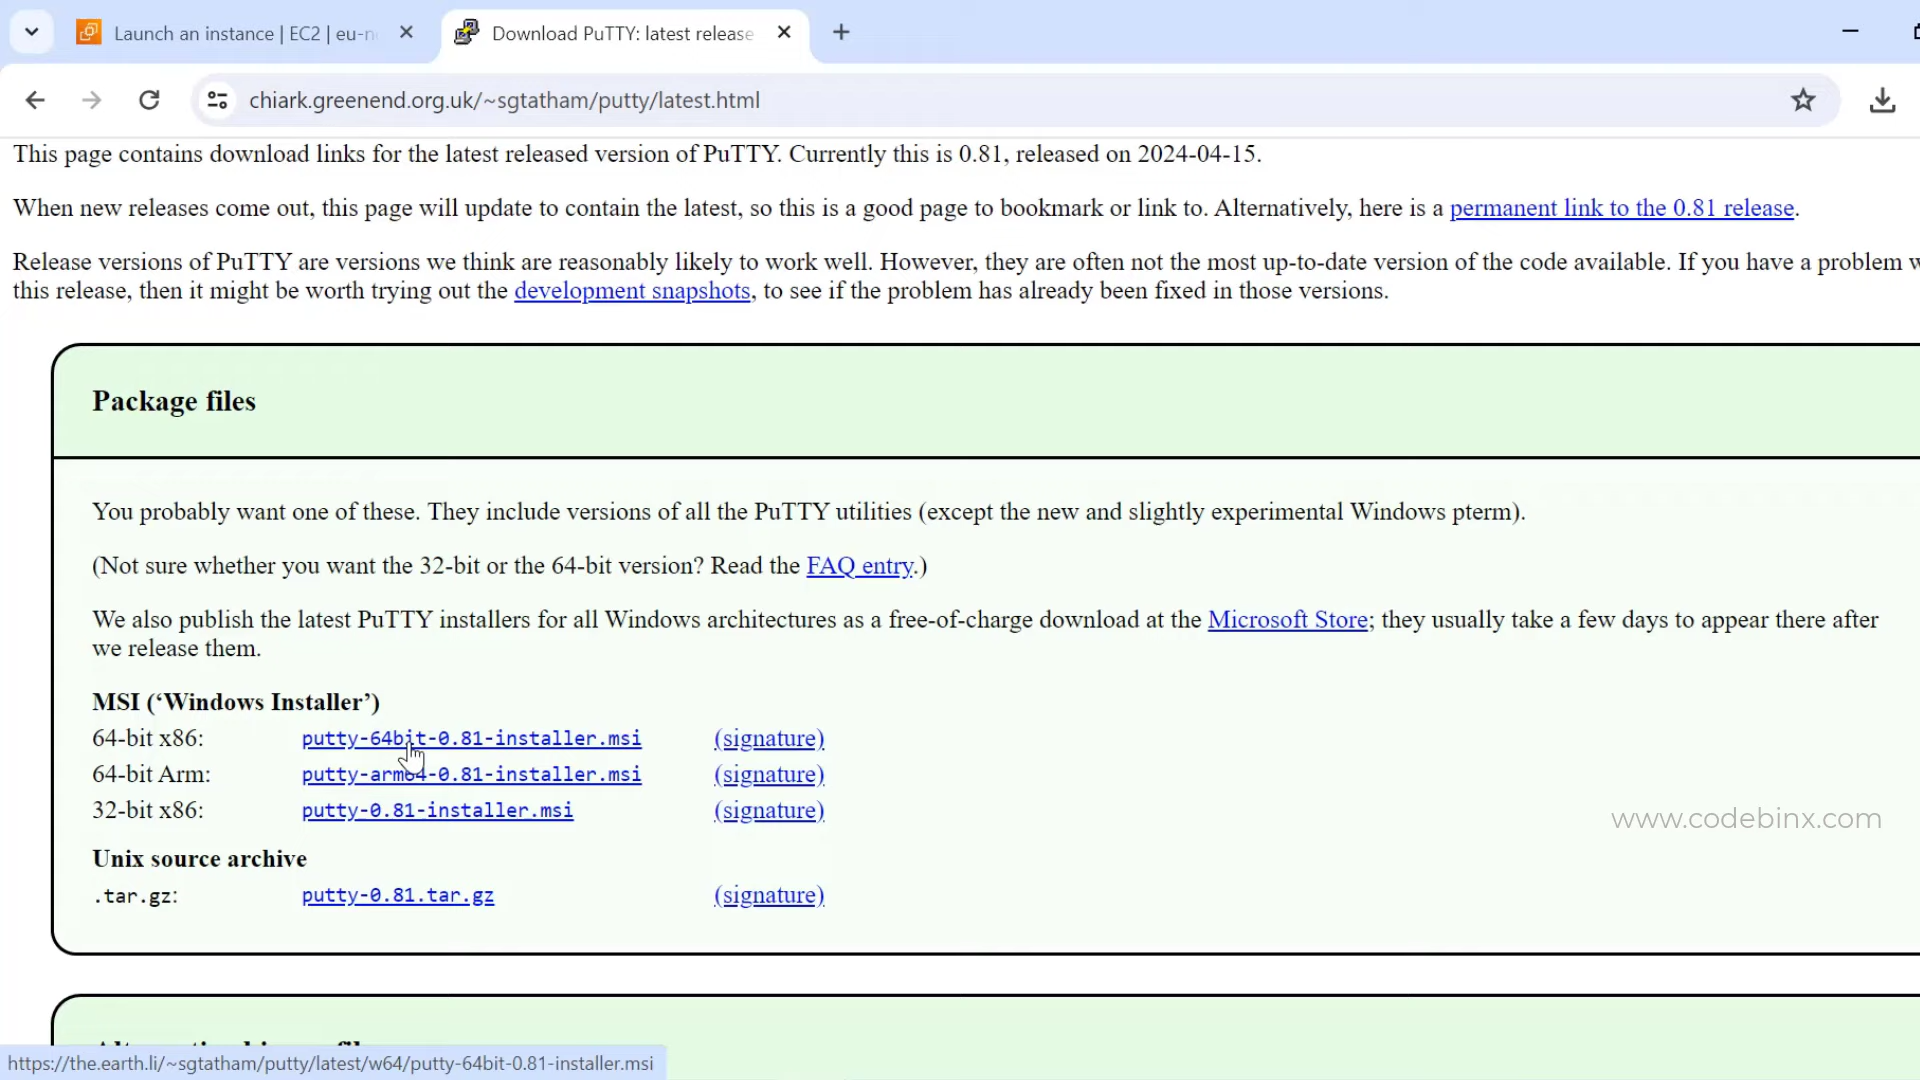 Launch an instance | EC2 | eu-n
Download PuTTY: latest release
chiark.greenend.org.uk/~sgtatham/putty/latest.html
This page contains download links for the latest released version of PuTTY. Currently this is 0.81, released on 2024-04-15.
When new releases come out, this page will update to contain the latest, so this is a good page to bookmark or link to. Alternatively, here is a permanent link to the 0.81 release.
Release versions of PuTTY are versions we think are reasonably likely to work well. However, they are often not the most up-to-date version of the code available. If you have a problem w
this release, then it might be worth trying out the development snapshots, to see if the problem has already been fixed in those versions.
Package files
You probably want one of these. They include versions of all the PuTTY utilities (except the new and slightly experimental Windows pterm).
(Not sure whether you want the 32-bit or the 64-bit version? Read the FAQ entry.)
We also publish the latest PuTTY installers for all Windows architectures as a free-of-charge download at the Microsoft Store; they usually take a few days to appear there after
we release them.
MSI (‘Windows Installer’)
64-bit x86: putty-64bit-0.81-installer.msi (signature)
64-bit Arm: putty-arm64-0.81-installer.msi (signature)
32-bit x86: putty-0.81-installer.msi (signature)
www.codebinx.com
Unix source archive
.tar.gz: putty-0.81.tar.gz (signature)
https://the.earth.li/~sgtatham/putty/latest/w64/putty-64bit-0.81-installer.msi